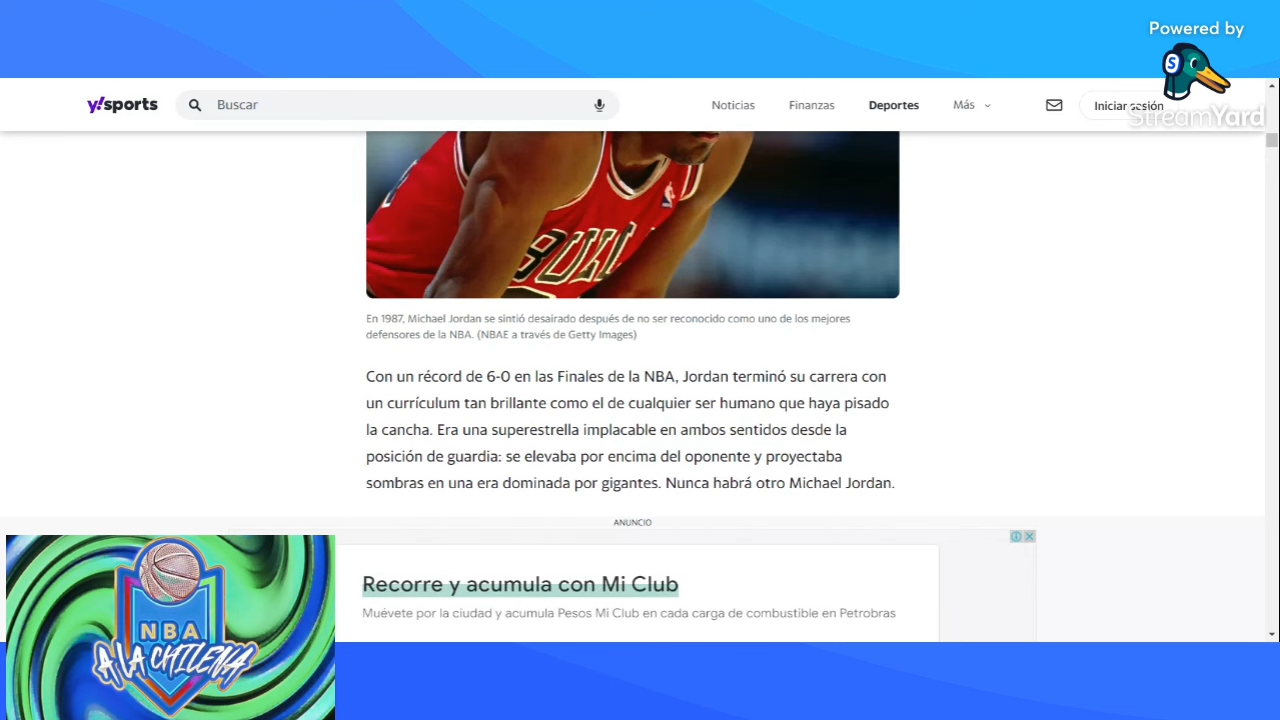 Powered by
StreamYard
y!sports
Buscar
Noticias
Finanzas
Deportes
Más
Iniciar sesión
BULL
En 1987, Michael Jordan se sintió desairado después de no ser reconocido como uno de los mejores
defensores de la NBA. (NBAE a través de Getty Images)
Con un récord de 6-0 en las Finales de la NBA, Jordan terminó su carrera con
un currículum tan brillante como el de cualquier ser humano que haya pisado
la cancha. Era una superestrella implacable en ambos sentidos desde la
posición de guardia: se elevaba por encima del oponente y proyectaba
sombras en una era dominada por gigantes. Nunca habrá otro Michael Jordan.
ANUNCIO
Recorre y acumula con Mi Club
Muévete por la ciudad y acumula Pesos Mi Club en cada carga de combustible en Petrobras
NBA
A LA CHILENA